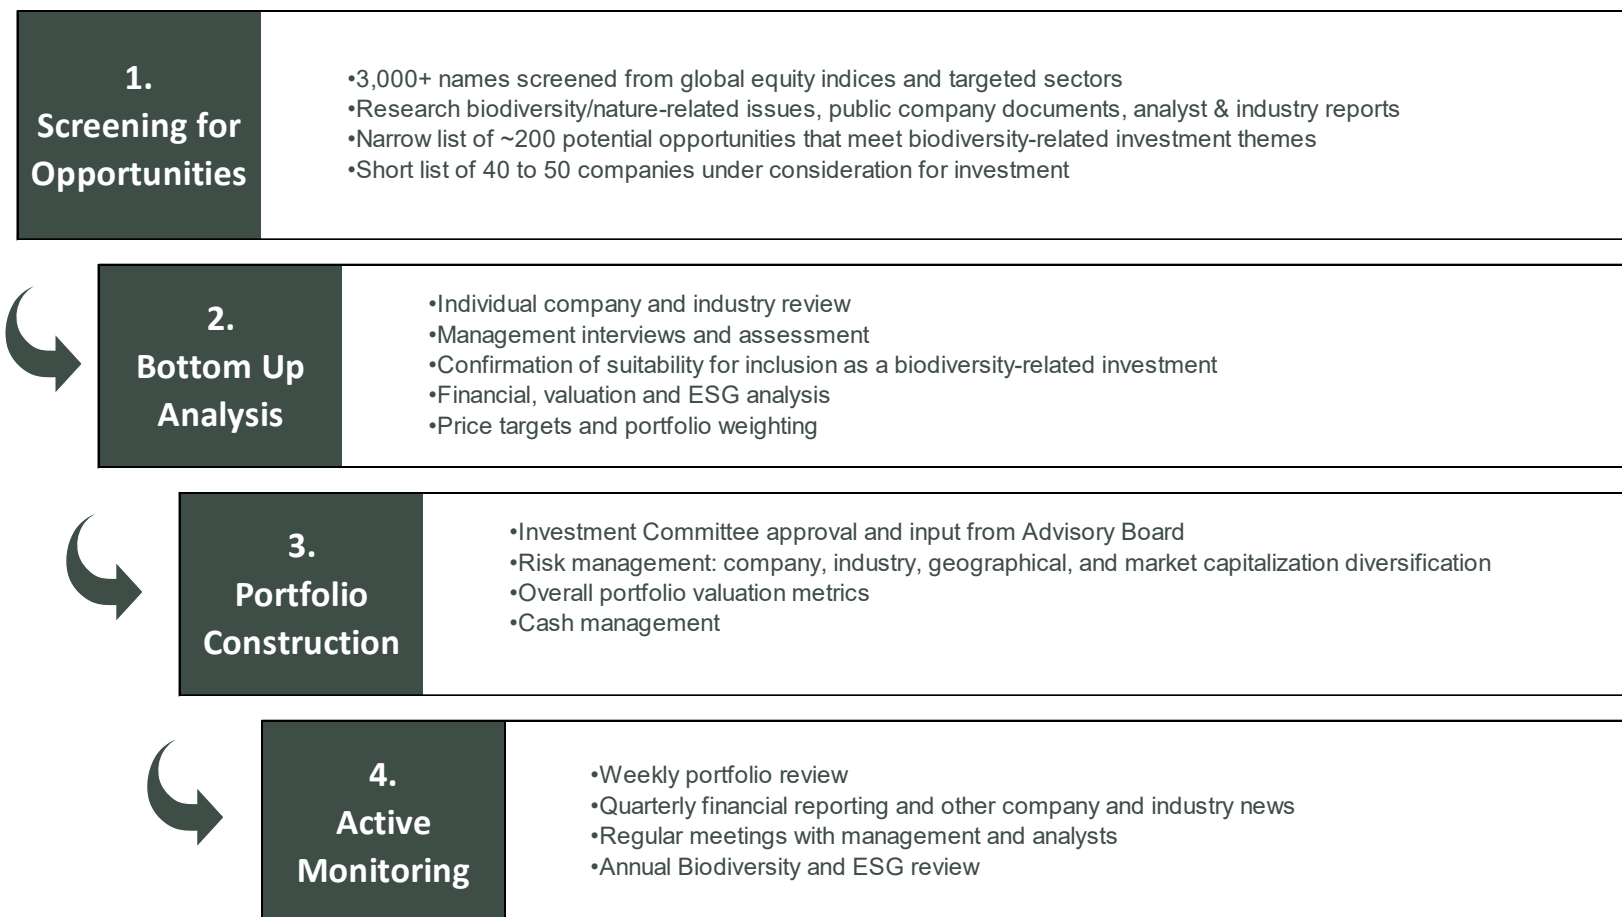 1.
Screening for
Opportunities
•3,000+ names screened from global equity indices and targeted sectors
•Research biodiversity/nature-related issues, public company documents, analyst & industry reports
•Narrow list of ~200 potential opportunities that meet biodiversity-related investment themes
•Short list of 40 to 50 companies under consideration for investment
2.
Bottom Up
Analysis
•Individual company and industry review
•Management interviews and assessment
•Confirmation of suitability for inclusion as a biodiversity-related investment
•Financial, valuation and ESG analysis
•Price targets and portfolio weighting
3.
Portfolio
Construction
•Investment Committee approval and input from Advisory Board
•Risk management: company, industry, geographical, and market capitalization diversification
•Overall portfolio valuation metrics
•Cash management
4.
Active
Monitoring
•Weekly portfolio review
•Quarterly financial reporting and other company and industry news
•Regular meetings with management and analysts
•Annual Biodiversity and ESG review